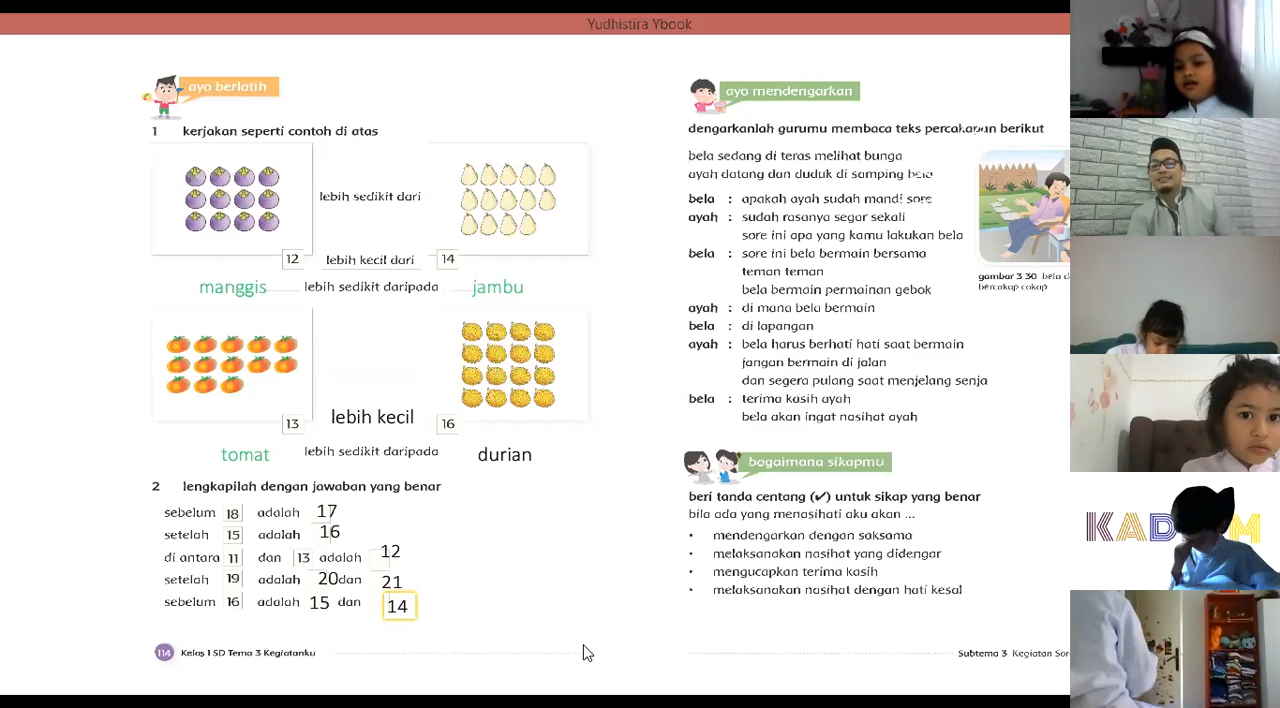 Yudhistira Ybook
ayo berlatih
1 kerjakan seperti contoh di atas
lebih sedikit dari
12 lebih kecil dari 14
manggis lebih sedikit daripada jambu
13 lebih kecil 16
tomat lebih sedikit daripada durian
2 lengkapilah dengan jawaban yang benar
sebelum 18 adalah 17
setelah 15 adalah 16
di antara 11 dan 13 adalah 12
setelah 19 adalah 20 dan 21
sebelum 16 adalah 15 dan 14
114 Kelas I SD Tema 3 Kegiatanku
ayo mendengarkan
dengarkanlah gurumu membaca teks percakapan berikut
bela sedang di teras melihat bunga
ayah datang dan duduk di samping bela
bela : apakah ayah sudah mandi sore
ayah : sudah rasanya segar sekali
sore ini apa yang kamu lakukan bela
bela : sore ini bela bermain bersama
teman teman
bela bermain permainan gebok
ayah : di mana bela bermain
bela : di lapangan
ayah : bela harus berhati hati saat bermain
jangan bermain di jalan
dan segera pulang saat menjelang senja
bela : terima kasih ayah
bela akan ingat nasihat ayah
gambar 3 30 bela
bercakap cakap
bagaimana sikapmu
beri tanda centang (✔) untuk sikap yang benar
bila ada yang menasihati aku akan ...
• mendengarkan dengan saksama
• melaksanakan nasihat yang didengar
• mengucapkan terima kasih
• melaksanakan nasihat dengan hati kesal
Subtema 3 Kegiatan